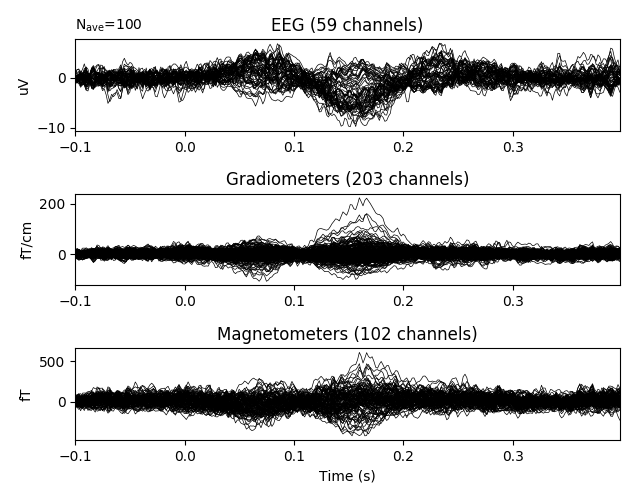 N_ave=100
EEG (59 channels)
uV
0
−10
−0.1 0.0 0.1 0.2 0.3
Gradiometers (203 channels)
fT/cm
200
0
−0.1 0.0 0.1 0.2 0.3
Magnetometers (102 channels)
fT
500
0
−0.1 0.0 0.1 0.2 0.3
Time (s)